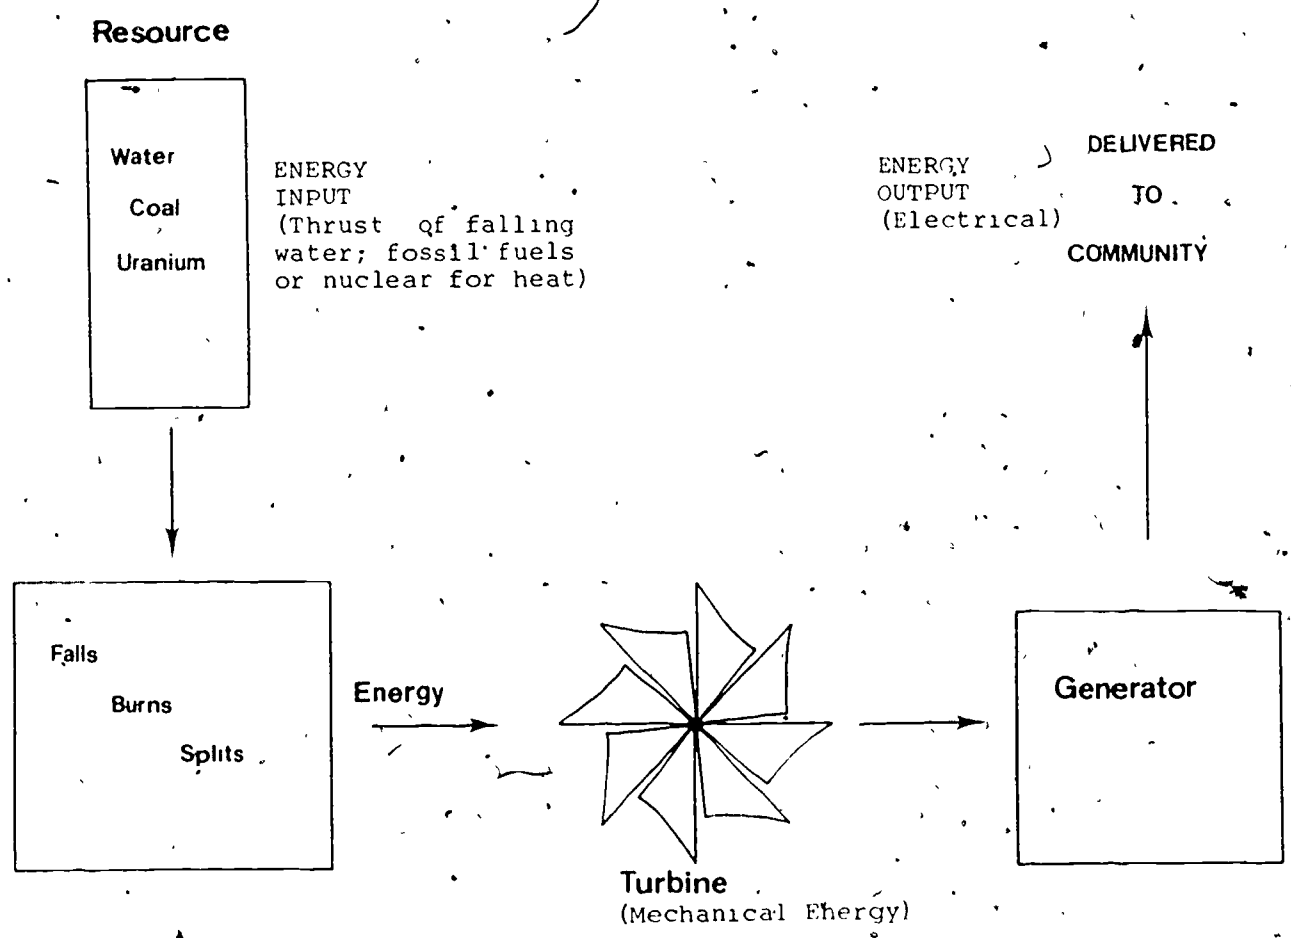 Resource
Water
Coal
Uranium
ENERGY
INPUT
(Thrust of falling
water; fossil fuels
or nuclear for heat)
ENERGY
OUTPUT
(Electrical)
DELIVERED
TO
COMMUNITY
Falls
Burns
Splits
Energy
Turbine
(Mechanical Energy)
Generator